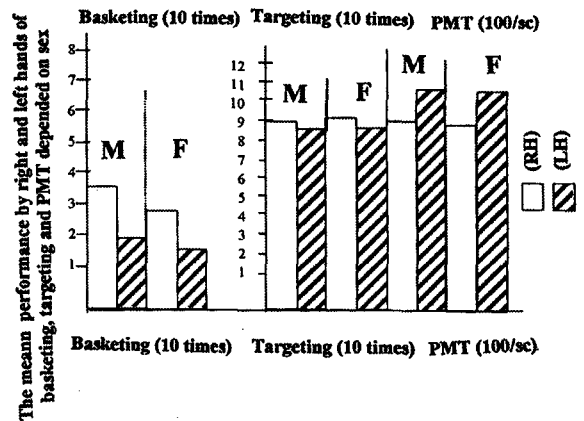 Basketing (10 times) Targeting (10 times) PMT (100/sc)
The meann performance by right and left hands of
basketing, targeting and PMT depended on sex
8
7
6
5
4
3
2
1
M F
12
11
10
9
8
7
6
5
4
3
2
1
M F M F
(RH)
(LH)
Basketing (10 times) Targeting (10 times) PMT (100/sc).